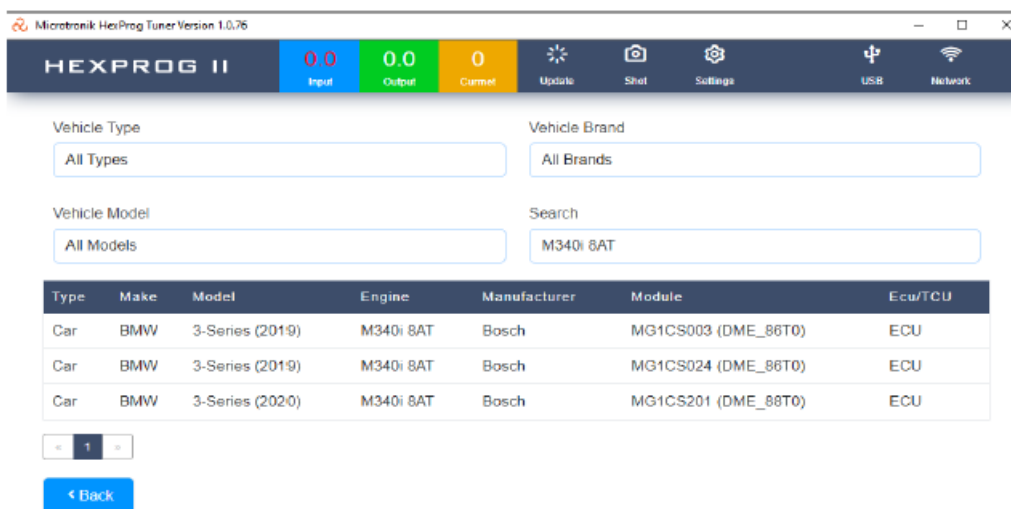 Microtronik HexProg Tuner Version 1.0.76
HEXPROG II
0.0 0.0 0
Input Output Current Update Shot Settings USB Network
Vehicle Type Vehicle Brand
All Types All Brands
Vehicle Model Search
All Models M340i 8AT
Type Make Model Engine Manufacturer Module Ecu/TCU
Car BMW 3-Series (2019) M340i 8AT Bosch MG1CS003 (DME_86T0) ECU
Car BMW 3-Series (2019) M340i 8AT Bosch MG1CS024 (DME_86T0) ECU
Car BMW 3-Series (2020) M340i 8AT Bosch MG1CS201 (DME_88T0) ECU
« 1 »
Back